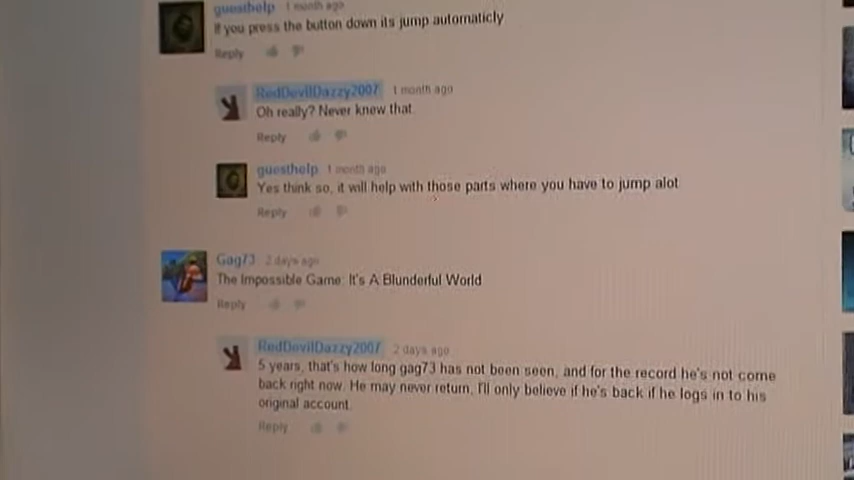 guesthelp 1 month ago
If you press the button down its jump automaticly
Reply
RedDevilDazzy2007 1 month ago
Oh really? Never knew that.
Reply
guesthelp 1 month ago
Yes think so, it will help with those parts where you have to jump alot
Reply
Gag73 2 days ago
The Impossible Game: It's A Blunderful World
Reply
RedDevilDazzy2007 2 days ago
5 years, that's how long gag73 has not been seen, and for the record he's not come
back right now. He may never return, I'll only believe if he's back if he logs in to his
original account.
Reply